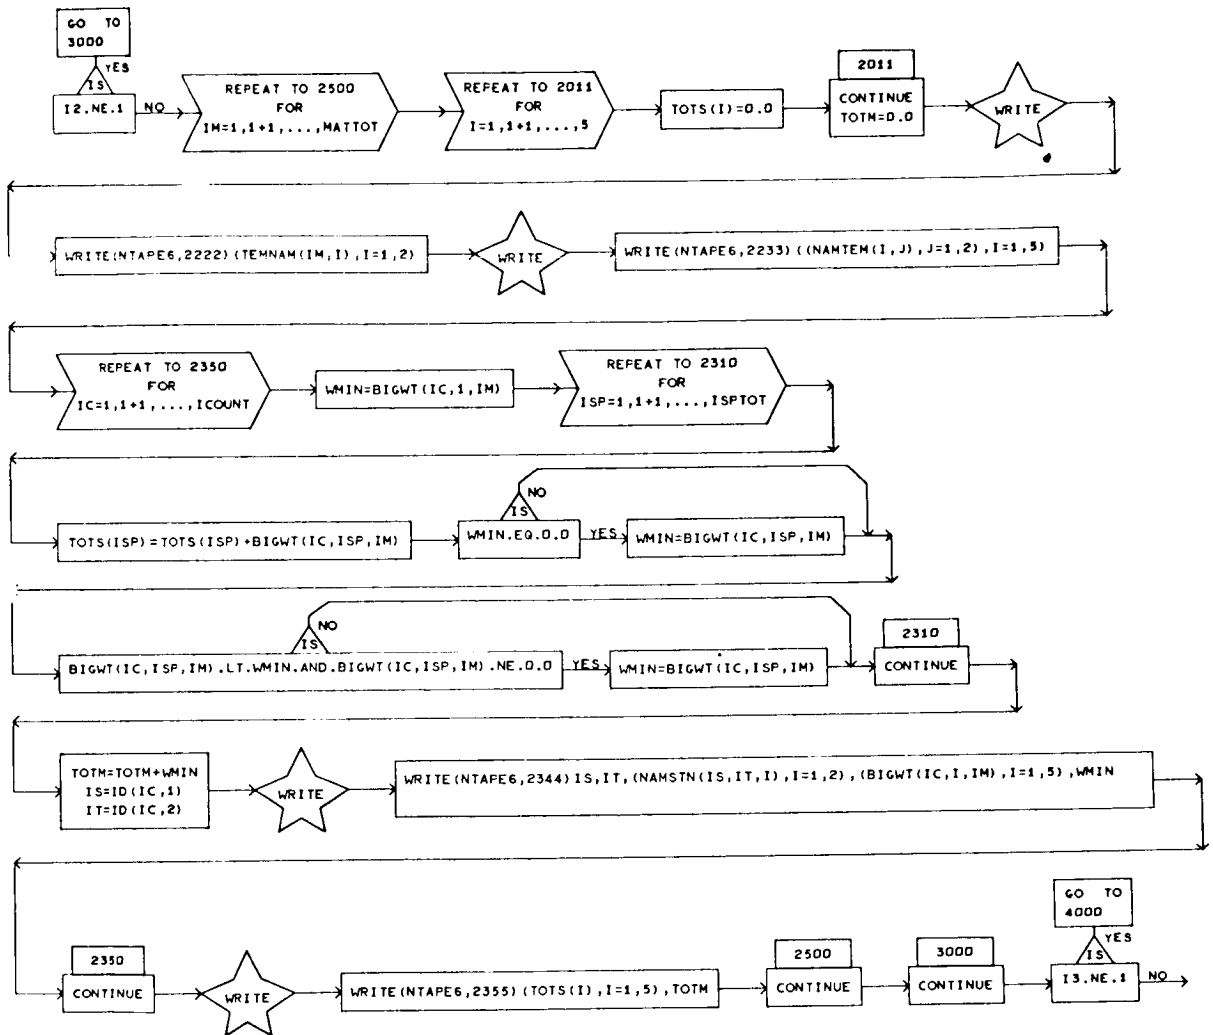 GO TO
3000
YES
IS
I2.NE.1
NO
REPEAT TO 2500
FOR
IM=1,1+1,...,MATTOT
REPEAT TO 2011
FOR
I=1,1+1,...,5
TOTS(I)=0.0
2011
CONTINUE
TOTM=0.0
WRITE
WRITE(NTAPE6,2222)(TEMNAM(IM,I),I=1,2)
WRITE
WRITE(NTAPE6,2233)((NAMTEM(I,J),J=1,2),I=1,5)
REPEAT TO 2350
FOR
IC=1,1+1,...,ICOUNT
WMIN=BIGWT(IC,1,IM)
REPEAT TO 2310
FOR
ISP=1,1+1,...,ISPTOT
TOTS(ISP)=TOTS(ISP)+BIGWT(IC,ISP,IM)
NO
IS
WMIN.EQ.0.0
YES
WMIN=BIGWT(IC,ISP,IM)
NO
IS
BIGWT(IC,ISP,IM).LT.WMIN.AND.BIGWT(IC,ISP,IM).NE.0.0
YES
WMIN=BIGWT(IC,ISP,IM)
2310
CONTINUE
TOTM=TOTM+WMIN
IS=ID(IC,1)
IT=ID(IC,2)
WRITE
WRITE(NTAPE6,2344)IS,IT,(NAMSTN(IS,IT,I),I=1,2),(BIGWT(IC,I,IM),I=1,5),WMIN
2350
CONTINUE
WRITE
WRITE(NTAPE6,2355)(TOTS(I),I=1,5),TOTM
2500
CONTINUE
3000
CONTINUE
GO TO
4000
YES
IS
I3.NE.1
NO